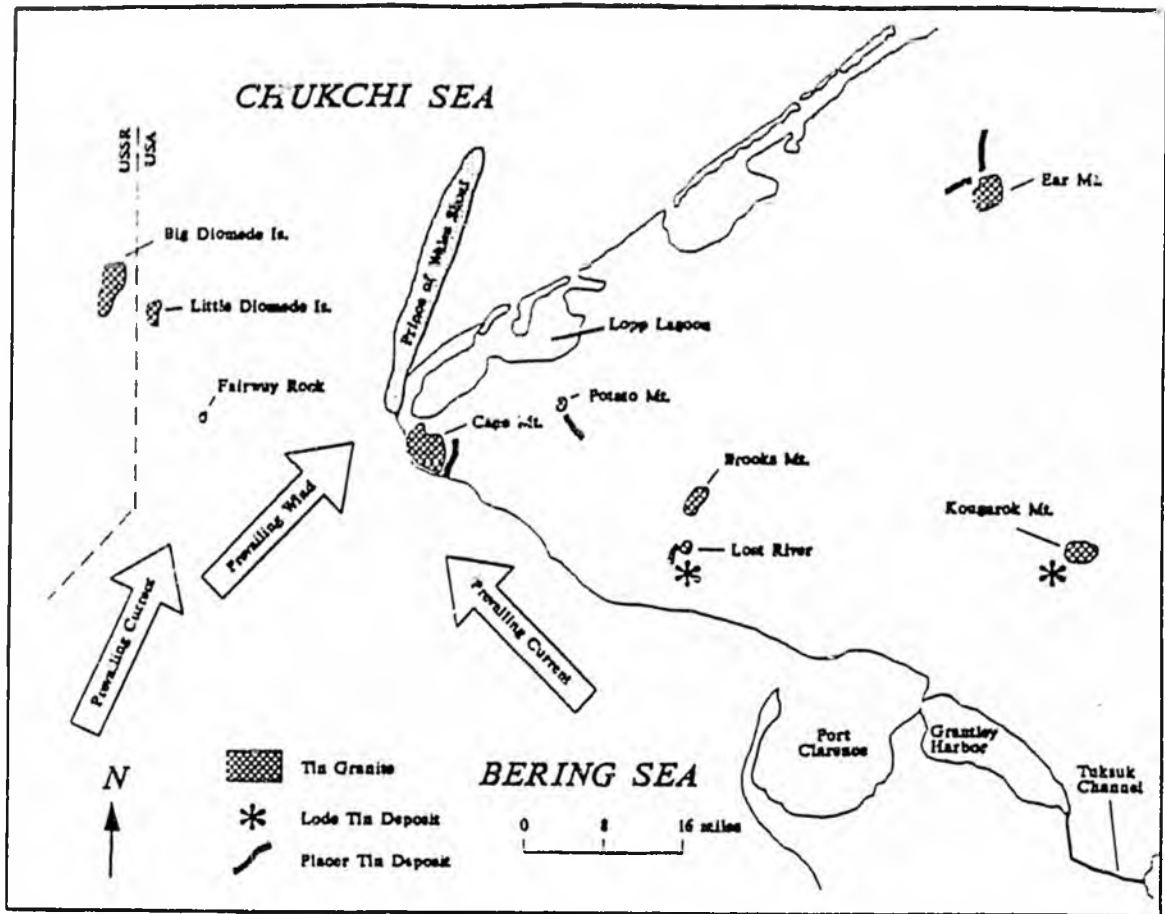 CHUKCHI SEA
USSR
USA
Big Diomede Is.
Little Diomede Is.
Fairway Rock
Prince of Wales Shoal
Ear Mt.
Lopp Lagoon
Potato Mt.
Cape Mt.
Brooks Mt.
Kougarok Mt.
Lost River
Prevailing Wind
Prevailing Current
Prevailing Current
Port
Clarence
Grantley
Harbor
Tuksuk
Channel
N
Tin Granite
Lode Tin Deposit
Placer Tin Deposit
BERING SEA
0 8 16 miles